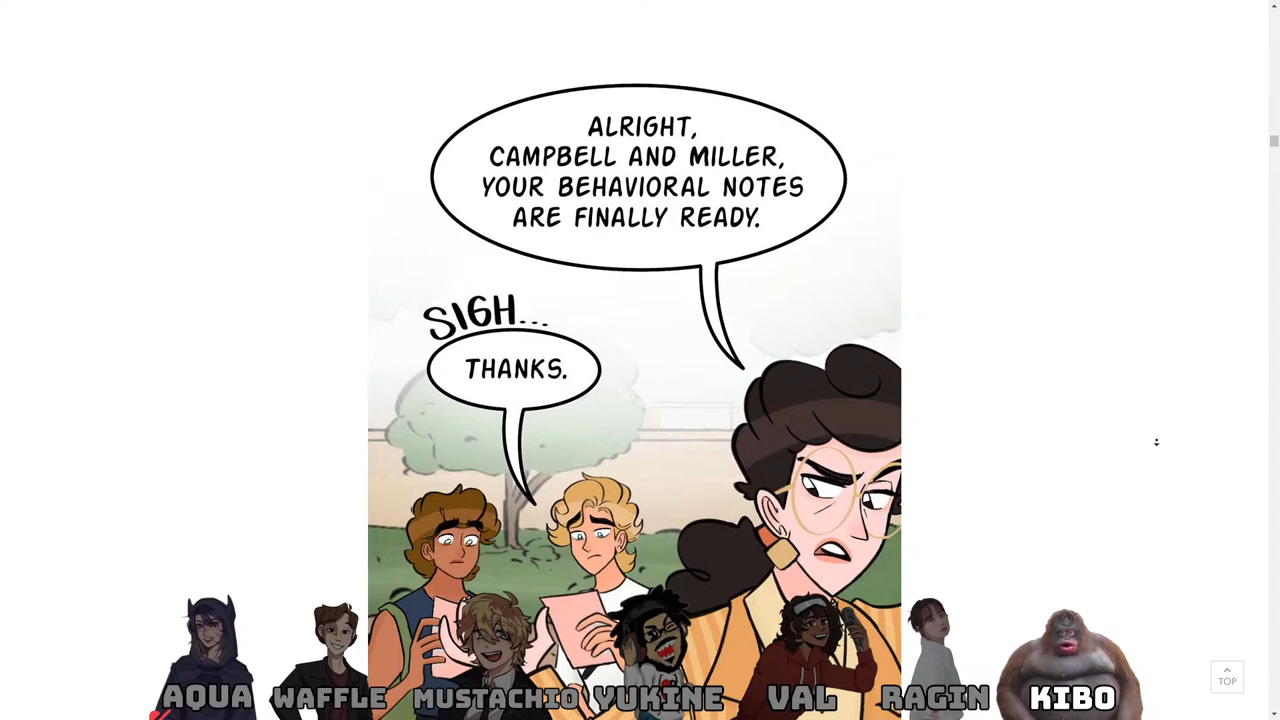 ALRIGHT,
CAMPBELL AND MILLER,
YOUR BEHAVIORAL NOTES
ARE FINALLY READY.
SIGH...
THANKS.
TOP
AQUA WAFFLE MUSTACHIO YUKINE VAL RAGIN KIBO